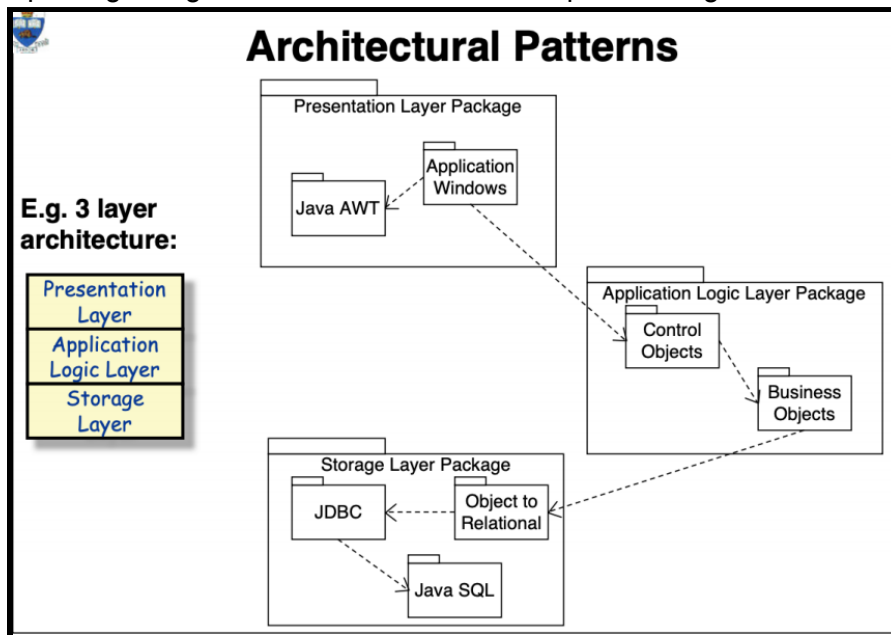 Architectural Patterns
Presentation Layer Package
Application
Windows
Java AWT
E.g. 3 layer
architecture:
Presentation
Layer
Application
Logic Layer
Storage
Layer
Application Logic Layer Package
Control
Objects
Business
Objects
Storage Layer Package
JDBC
Object to
Relational
Java SQL